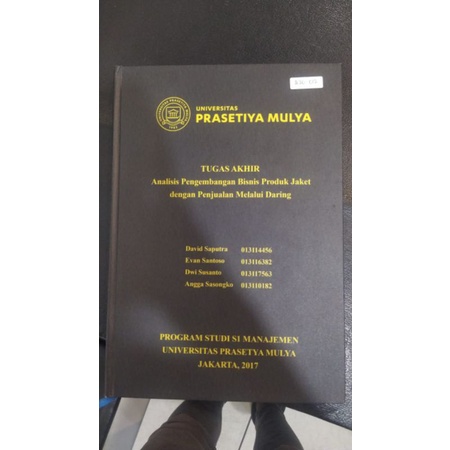 UNIVERSITAS
PRASETIYA MULYA
TUGAS AKHIR
Analisis Pengembangan Bisnis Produk Jaket
dengan Penjualan Melalui Daring
David Saputra 013114456
Evan Santoso 013116382
Dwi Susanto 013117563
Angga Sasongko 013110182
PROGRAM STUDI S1 MANAJEMEN
UNIVERSITAS PRASETYA MULYA
JAKARTA, 2017